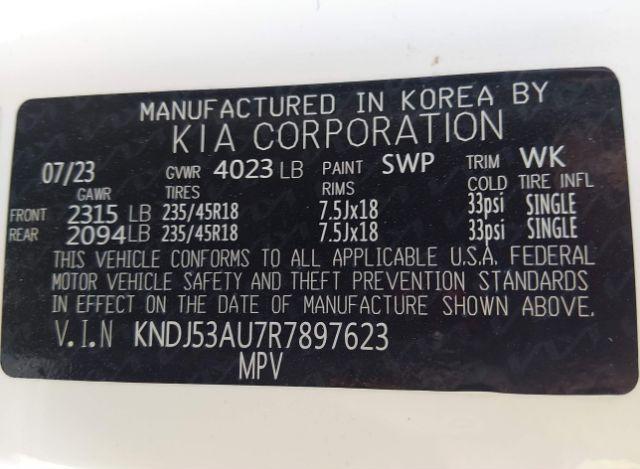 MANUFACTURED IN KOREA BY
KIA CORPORATION
07/23 GVWR 4023 LB PAINT SWP TRIM WK
GAWR TIRES RIMS COLD TIRE INFL
FRONT 2315 LB 235/45R18 7.5Jx18 33psi SINGLE
REAR 2094 LB 235/45R18 7.5Jx18 33psi SINGLE
THIS VEHICLE CONFORMS TO ALL APPLICABLE U.S.A. FEDERAL
MOTOR VEHICLE SAFETY AND THEFT PREVENTION STANDARDS
IN EFFECT ON THE DATE OF MANUFACTURE SHOWN ABOVE.
V.I.N KNDJ53AU7R7897623
MPV